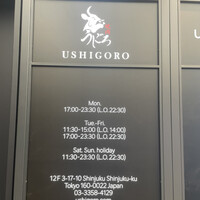 うしごろ
USHIGORO
Mon.
17:00-23:30 (L.O.22:30)
Tue.-Fri.
11:30-15:00 (L.O.14:00)
17:00-23:30 (L.O.22:30)
Sat. Sun. holiday
11:30-23:30 (L.O.22:30)
12F 3-17-10 Shinjuku Shinjuku-ku
Tokyo 160-0022 Japan
03-3358-4129